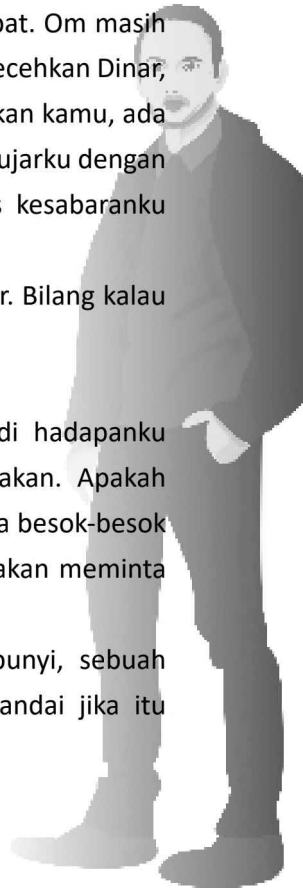 pat. Om masih
ecehkan Dinar,
kan kamu, ada
ujarku dengan
s kesabaranku
r. Bilang kalau
di hadapanku
akan. Apakah
a besok-besok
akan meminta
bunyi, sebuah
andai jika itu